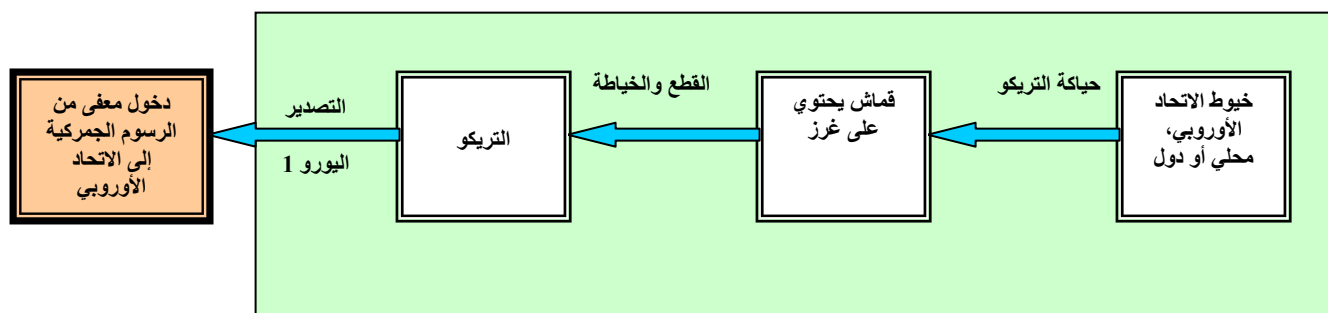 خيوط الاتحاد
الأوروبي،
محلي أو دول
حياكة التريكو
قماش يحتوي
على غرز
القطع والخياطة
التريكو
التصدير
اليورو 1
دخول معفى من
الرسوم الجمركية
إلى الاتحاد
الأوروبي